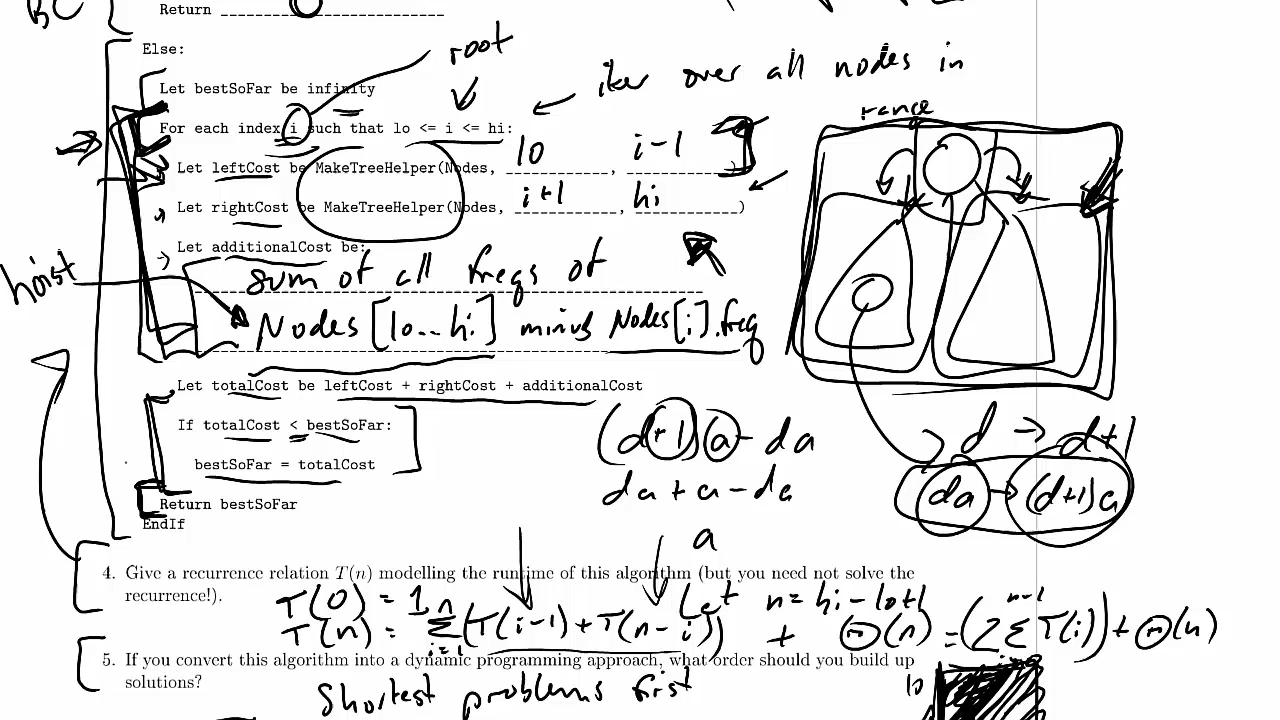 BC
Return
Else:
root
Let bestSoFar be infinity
iter over all nodes in
range
For each index i such that lo <= i <= hi:
Let leftCost be MakeTreeHelper(Nodes, lo, i-1)
Let rightCost be MakeTreeHelper(Nodes, i+1, hi)
Let additionalCost be:
hoist
sum of all freqs of
Nodes[lo..hi] minus Nodes[i].freq
Let totalCost be leftCost + rightCost + additionalCost
If totalCost < bestSoFar:
bestSoFar = totalCost
(d+1)a - da
d → d+1
da + a - da
da → (d+1)a
Return bestSoFar
EndIf
a
4. Give a recurrence relation T(n) modelling the runtime of this algorithm (but you need not solve the
recurrence!).
T(0) = 1
Let n = hi - lo + 1
T(n) = n Σ i=1 (T(i-1) + T(n-i)) + Θ(n) = (2 n-1 Σ T(i)) + Θ(n)
5. If you convert this algorithm into a dynamic programming approach, what order should you build up
solutions?
Shortest problems first
lo